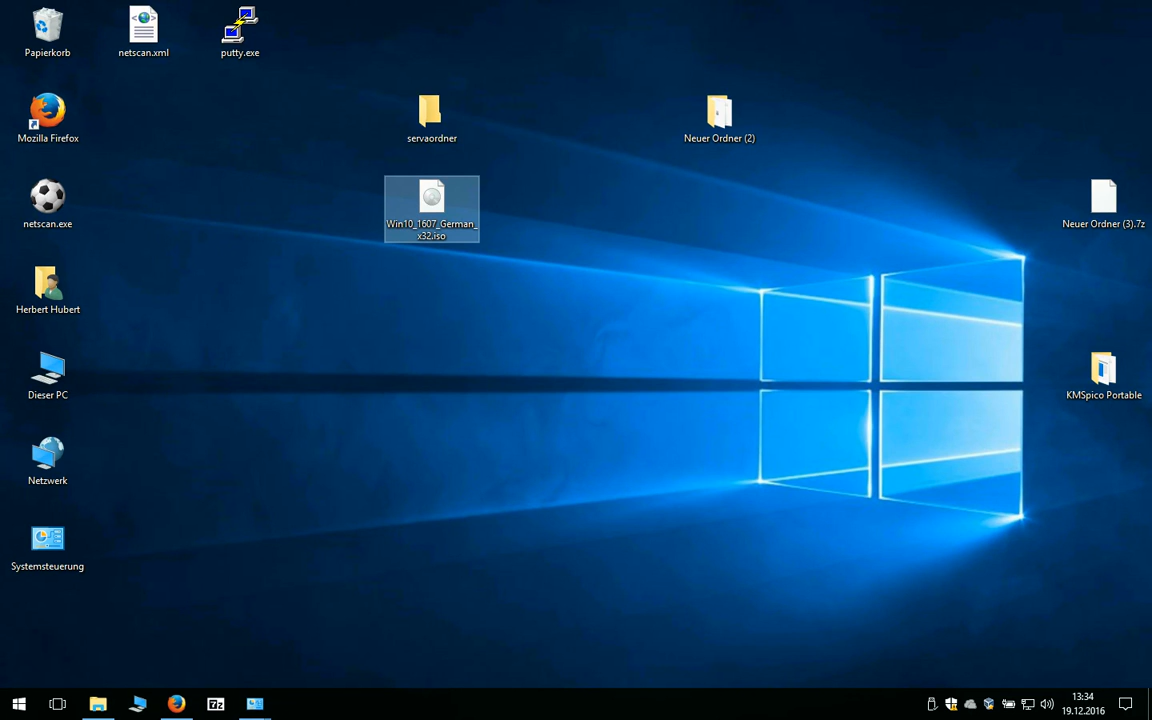 Papierkorb
netscan.xml
putty.exe
Mozilla Firefox
servaordner
Neuer Ordner (2)
netscan.exe
Win10_1607_German_
x32.iso
Neuer Ordner (3).7z
Herbert Hubert
Dieser PC
KMSpico Portable
Netzwerk
Systemsteuerung
7z
13:34
19.12.2016